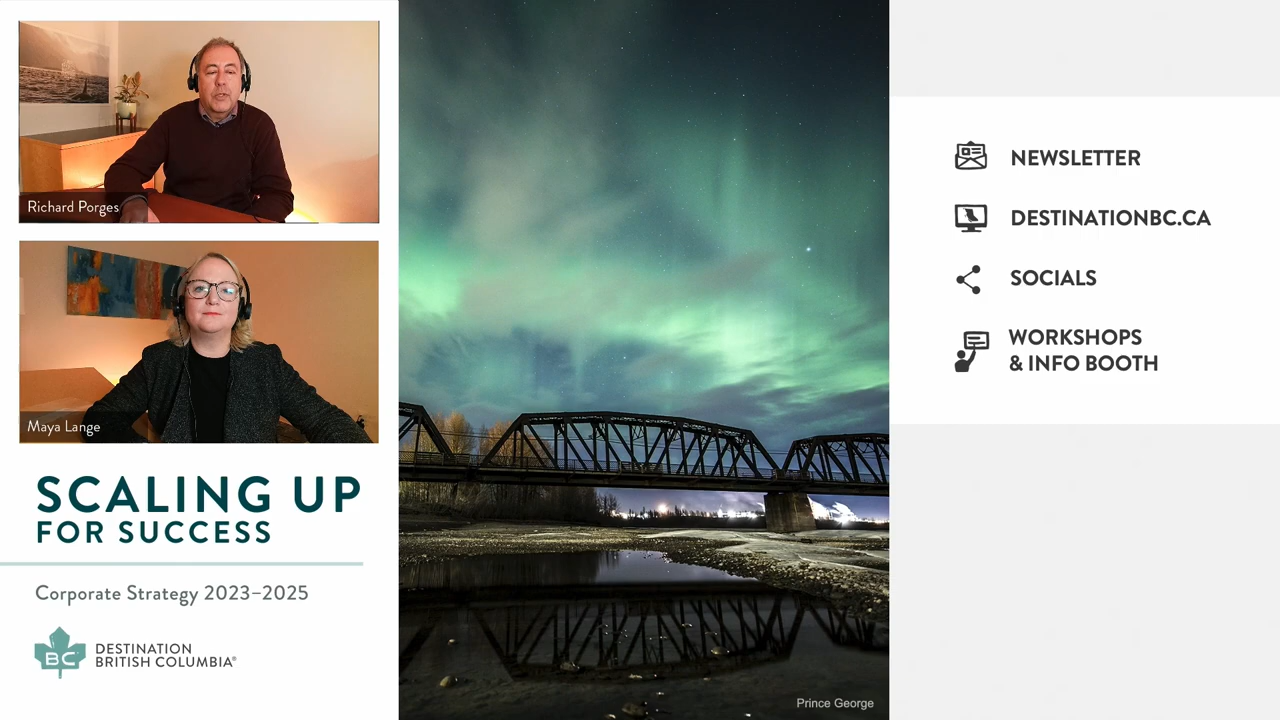 Richard Porges
Maya Lange
SCALING UP
FOR SUCCESS
Corporate Strategy 2023–2025
BC
DESTINATION
BRITISH COLUMBIA®
Prince George
NEWSLETTER
DESTINATIONBC.CA
SOCIALS
WORKSHOPS
& INFO BOOTH